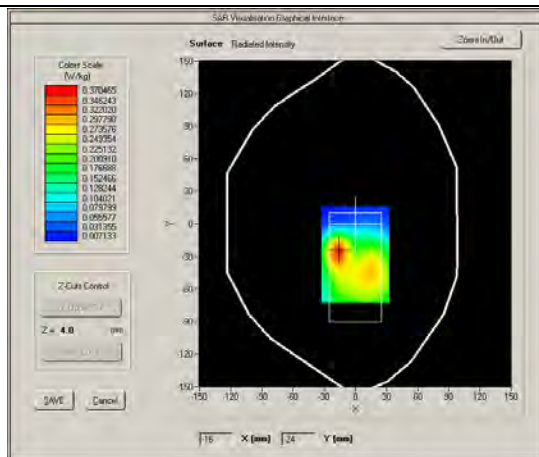 SAR Visualisation Graphical Interface
Surface Radiated Intensity
Zoom In/Out
Colour Scale
(W/kg)
0.370465
0.346243
0.322020
0.297790
0.273576
0.249354
0.225132
0.200910
0.176688
0.152466
0.128244
0.104021
0.079799
0.055577
0.031355
0.007133
150
120
90
60
30
0
30
60
90
120
150
Y
-150 -120 -90 -60 -30 0 30 60 90 120 150
X
Z-Cuts Control
Z = 4.0 mm
SAVE
Cancel
-16 X (mm) 24 Y (mm)